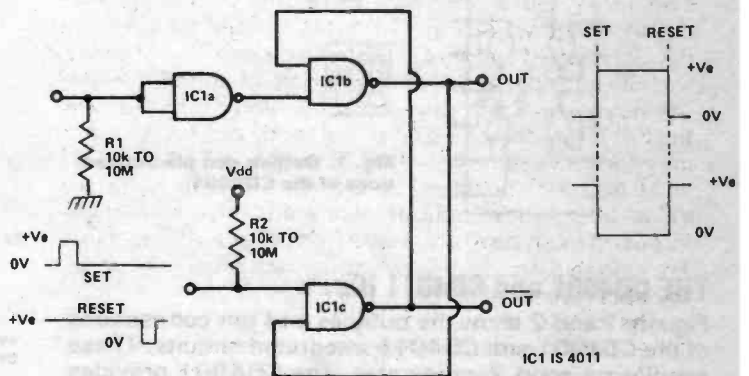 SET RESET
+Ve
0V
+Ve
0V
IC1a
IC1b
OUT
R1
10k TO
10M
Vdd
R2
10k TO
10M
+Ve
0V
SET
RESET
+Ve
0V
IC1c
OUT
IC1 IS 4011